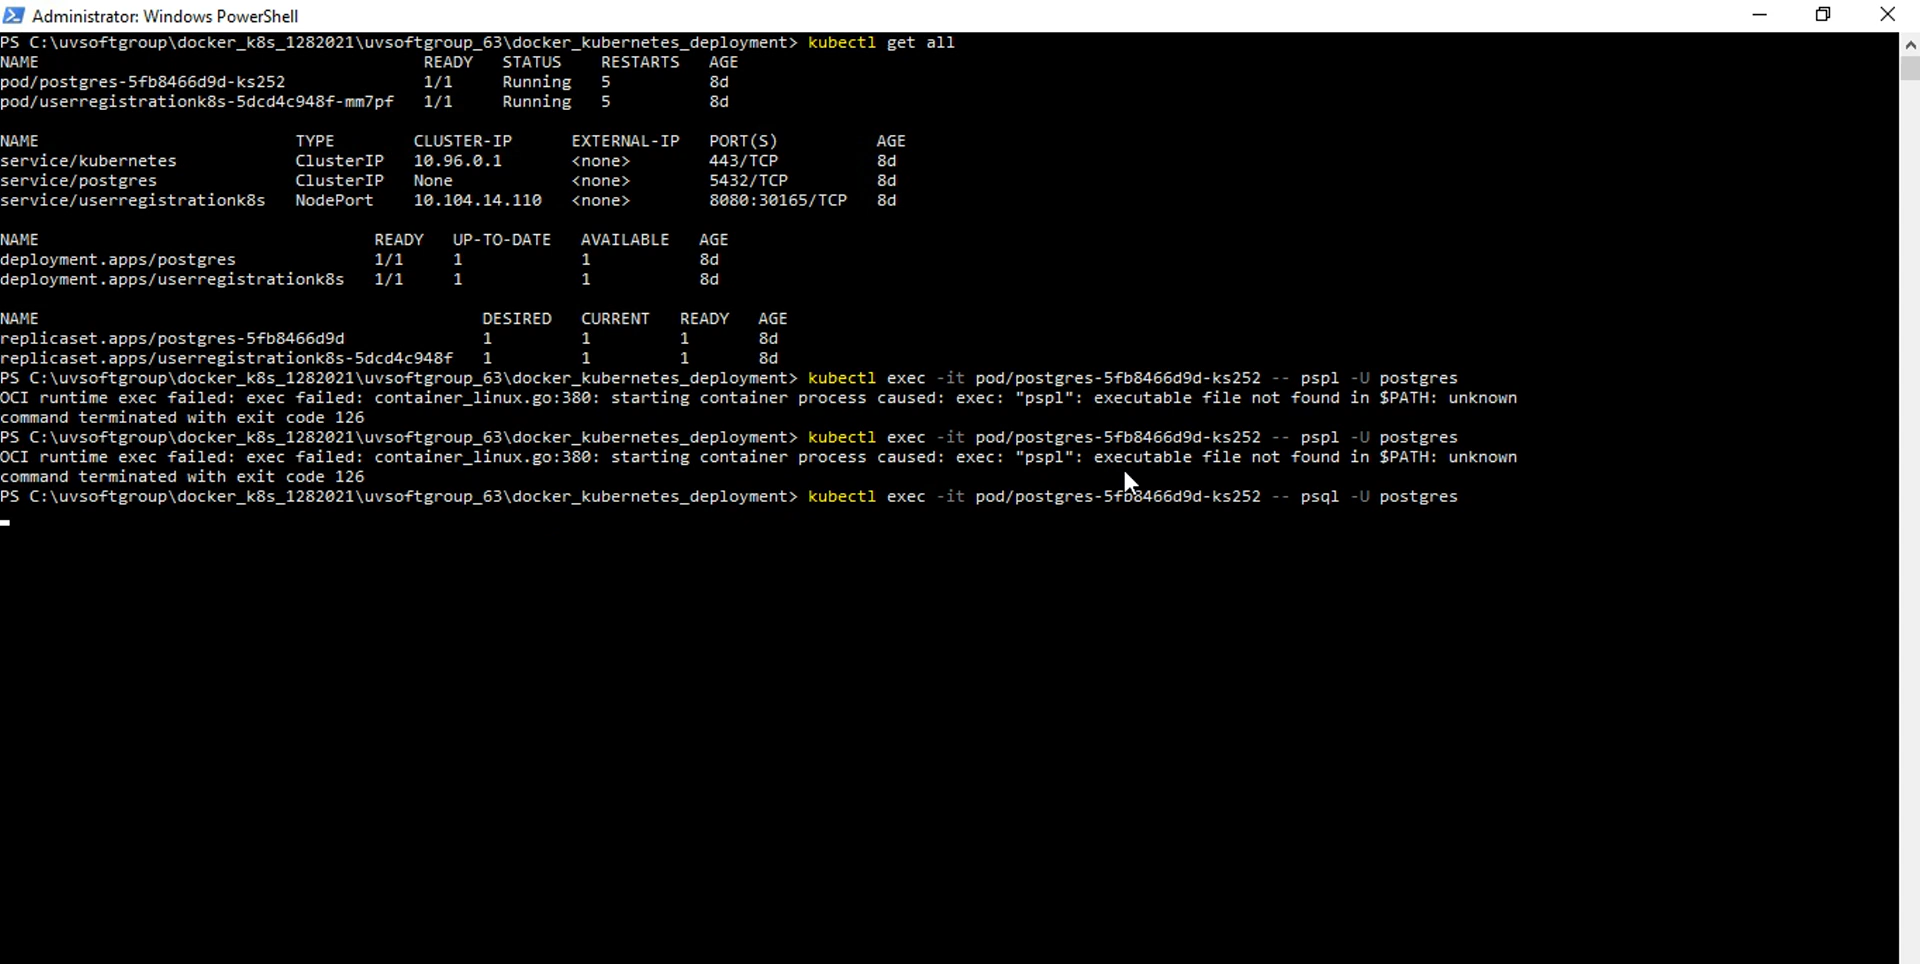 Administrator: Windows PowerShell
PS C:\uvsoftgroup\docker_k8s_1282021\uvsoftgroup_63\docker_kubernetes_deployment> kubectl get all
NAME READY STATUS RESTARTS AGE
pod/postgres-5fb8466d9d-ks252 1/1 Running 5 8d
pod/userregistrationk8s-5dcd4c948f-mm7pf 1/1 Running 5 8d
NAME TYPE CLUSTER-IP EXTERNAL-IP PORT(S) AGE
service/kubernetes ClusterIP 10.96.0.1 <none> 443/TCP 8d
service/postgres ClusterIP None <none> 5432/TCP 8d
service/userregistrationk8s NodePort 10.104.14.110 <none> 8080:30165/TCP 8d
NAME READY UP-TO-DATE AVAILABLE AGE
deployment.apps/postgres 1/1 1 1 8d
deployment.apps/userregistrationk8s 1/1 1 1 8d
NAME DESIRED CURRENT READY AGE
replicaset.apps/postgres-5fb8466d9d 1 1 1 8d
replicaset.apps/userregistrationk8s-5dcd4c948f 1 1 1 8d
PS C:\uvsoftgroup\docker_k8s_1282021\uvsoftgroup_63\docker_kubernetes_deployment> kubectl exec -it pod/postgres-5fb8466d9d-ks252 -- pspl -U postgres
OCI runtime exec failed: exec failed: container_linux.go:380: starting container process caused: exec: "pspl": executable file not found in $PATH: unknown
command terminated with exit code 126
PS C:\uvsoftgroup\docker_k8s_1282021\uvsoftgroup_63\docker_kubernetes_deployment> kubectl exec -it pod/postgres-5fb8466d9d-ks252 -- pspl -U postgres
OCI runtime exec failed: exec failed: container_linux.go:380: starting container process caused: exec: "pspl": executable file not found in $PATH: unknown
command terminated with exit code 126
PS C:\uvsoftgroup\docker_k8s_1282021\uvsoftgroup_63\docker_kubernetes_deployment> kubectl exec -it pod/postgres-5fb8466d9d-ks252 -- psql -U postgres